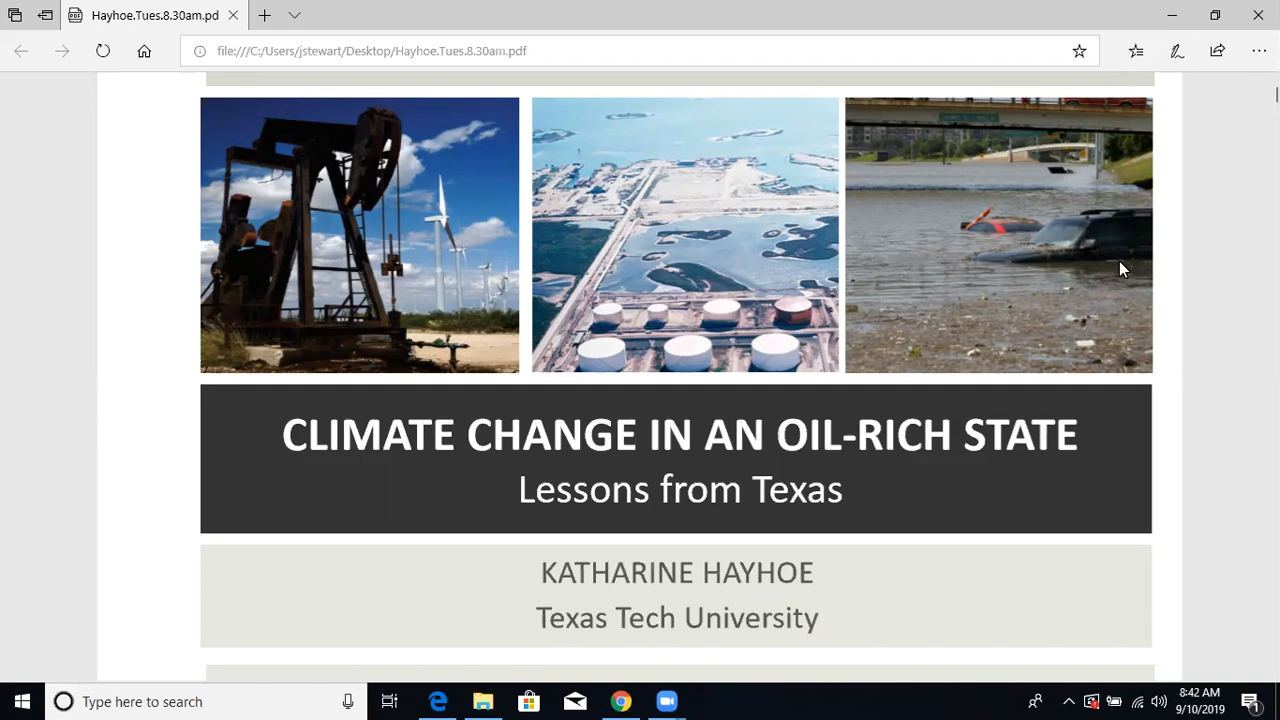 Hayhoe.Tues.8.30am.pd
file:///C:/Users/jstewart/Desktop/Hayhoe.Tues.8.30am.pdf
CLIMATE CHANGE IN AN OIL-RICH STATE
Lessons from Texas
KATHARINE HAYHOE
Texas Tech University
Type here to search
8:42 AM
9/10/2019
1